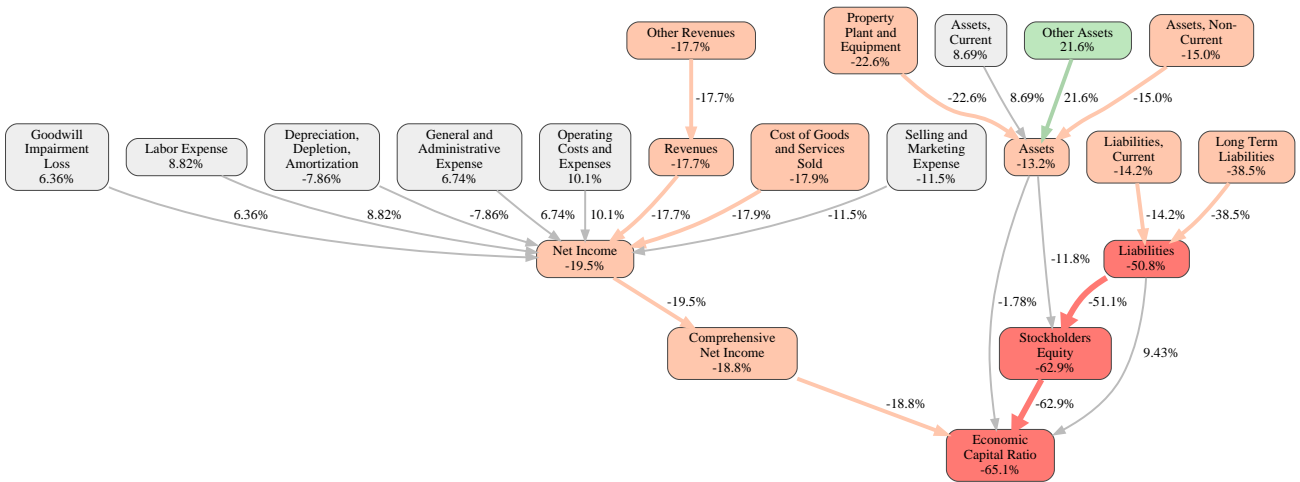 Property
Plant and
Equipment
-22.6%
Assets,
Current
8.69%
Other Assets
21.6%
Assets, Non-
Current
-15.0%
Other Revenues
-17.7%
-17.7%
-22.6%
8.69%
21.6%
-15.0%
Goodwill
Impairment
Loss
6.36%
Labor Expense
8.82%
Depreciation,
Depletion,
Amortization
-7.86%
General and
Administrative
Expense
6.74%
Operating
Costs and
Expenses
10.1%
Revenues
-17.7%
Cost of Goods
and Services
Sold
-17.9%
Selling and
Marketing
Expense
-11.5%
Assets
-13.2%
Liabilities,
Current
-14.2%
Long Term
Liabilities
-38.5%
6.36%
8.82%
-7.86%
6.74%
10.1%
-17.7%
-17.9%
-11.5%
-14.2%
-38.5%
Net Income
-19.5%
Liabilities
-50.8%
-11.8%
-19.5%
-1.78%
-51.1%
Comprehensive
Net Income
-18.8%
Stockholders
Equity
-62.9%
9.43%
-18.8%
-62.9%
Economic
Capital Ratio
-65.1%